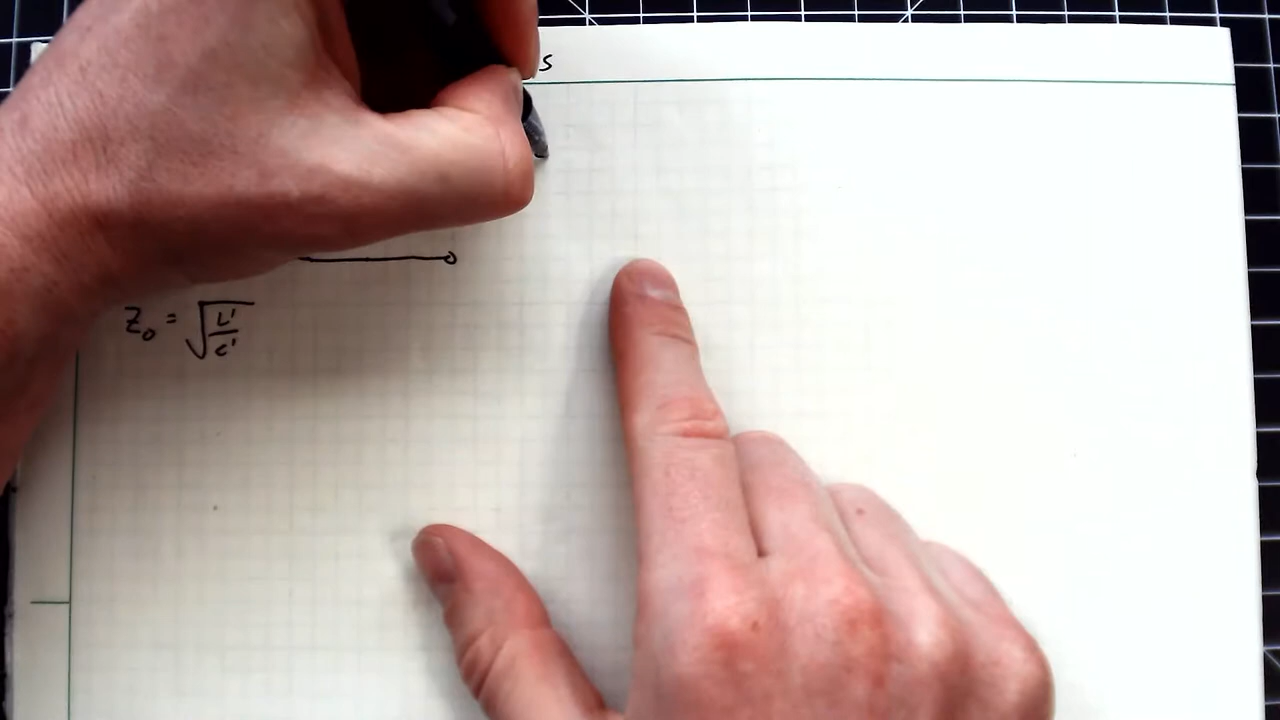 s
Z₀ = √(L'/C')